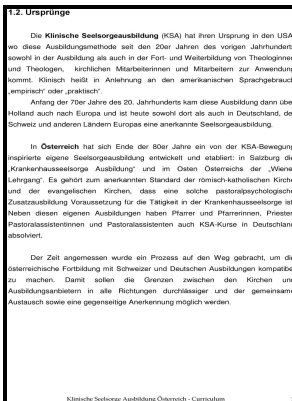 1.2. Ursprünge
Die Klinische Seelsorgeausbildung (KSA) hat ihren Ursprung in den USA,
wo diese Ausbildungsmethode seit den 20er Jahren des vorigen Jahrhunderts
sowohl in der Ausbildung als auch in der Fort- und Weiterbildung von Theologinnen
und Theologen, kirchlichen Mitarbeiterinnen und Mitarbeitern zur Anwendung
kommt. Klinisch heißt in Anlehnung an den amerikanischen Sprachgebrauch
„empirisch“ oder „praktisch“.
Anfang der 70er Jahre des 20. Jahrhunderts kam diese Ausbildung dann über
Holland auch nach Europa und ist heute sowohl dort als auch in Deutschland, der
Schweiz und anderen Ländern Europas eine anerkannte Seelsorgeausbildung.
In Österreich hat sich Ende der 80er Jahre ein von der KSA-Bewegung
inspirierte eigene Seelsorgeausbildung entwickelt und etabliert: in Salzburg die
„Krankenhausseelsorge Ausbildung“ und im Osten Österreichs der „Wiener
Lehrgang“. Es gehört zum anerkannten Standard der römisch-katholischen Kirche
und der evangelischen Kirchen, dass eine solche pastoralpsychologische
Zusatzausbildung Voraussetzung für die Tätigkeit in der Krankenhausseelsorge ist.
Neben diesen eigenen Ausbildungen haben Pfarrer und Pfarrerinnen, Priester,
Pastoralassistentinnen und Pastoralassistenten auch KSA-Kurse in Deutschland
absolviert.
Der Zeit angemessen wurde ein Prozess auf den Weg gebracht, um die
österreichische Fortbildung mit Schweizer und Deutschen Ausbildungen kompatibel
zu machen. Damit sollen die Grenzen zwischen den Kirchen und
Ausbildungsanbietern in alle Richtungen durchlässiger und der gemeinsame
Austausch sowie eine gegenseitige Anerkennung möglich werden.
Klinische Seelsorge Ausbildung Österreich - Curriculum